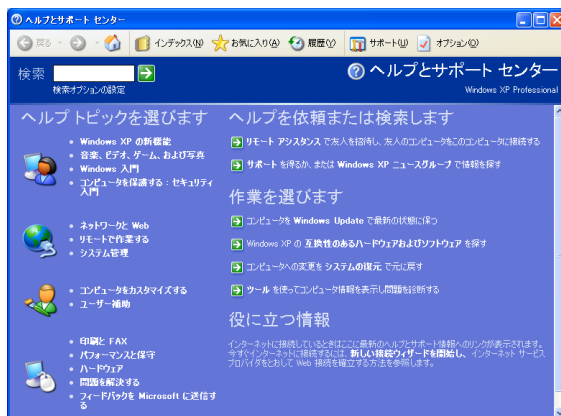 ヘルプとサポート センター
戻る
インデックス(N)
お気に入り(A)
履歴(Y)
サポート(U)
オプション(O)
検索
検索オプションの設定
ヘルプとサポート センター
Windows XP Professional
ヘルプ トピックを選びます
Windows XP の新機能
音楽、ビデオ、ゲーム、および写真
Windows 入門
コンピュータを保護する : セキュリティ
入門
ネットワークと Web
リモートで作業する
システム管理
コンピュータをカスタマイズする
ユーザー補助
印刷と FAX
パフォーマンスと保守
ハードウェア
問題を解決する
フィードバックを Microsoft に送信す
る
ヘルプを依頼または検索します
リモート アシスタンス で友人を招待し、友人のコンピュータをこのコンピュータに接続する
サポート を得るか、または Windows XP ニュースグループ で情報を探す
作業を選びます
コンピュータを Windows Update で最新の状態に保つ
Windows XP の 互換性のあるハードウェアおよびソフトウェア を探す
コンピュータへの変更を システムの復元 で元に戻す
ツール を使ってコンピュータ情報を表示し問題を診断する
役に立つ情報
インターネットに接続しているときはここに最新のヘルプとサポート情報へのリンクが表示されます。
今すぐインターネットに接続するには、新しい接続ウィザードを開始し、インターネット サービス
プロバイダをとおして Web 接続を確立する方法を参照します。